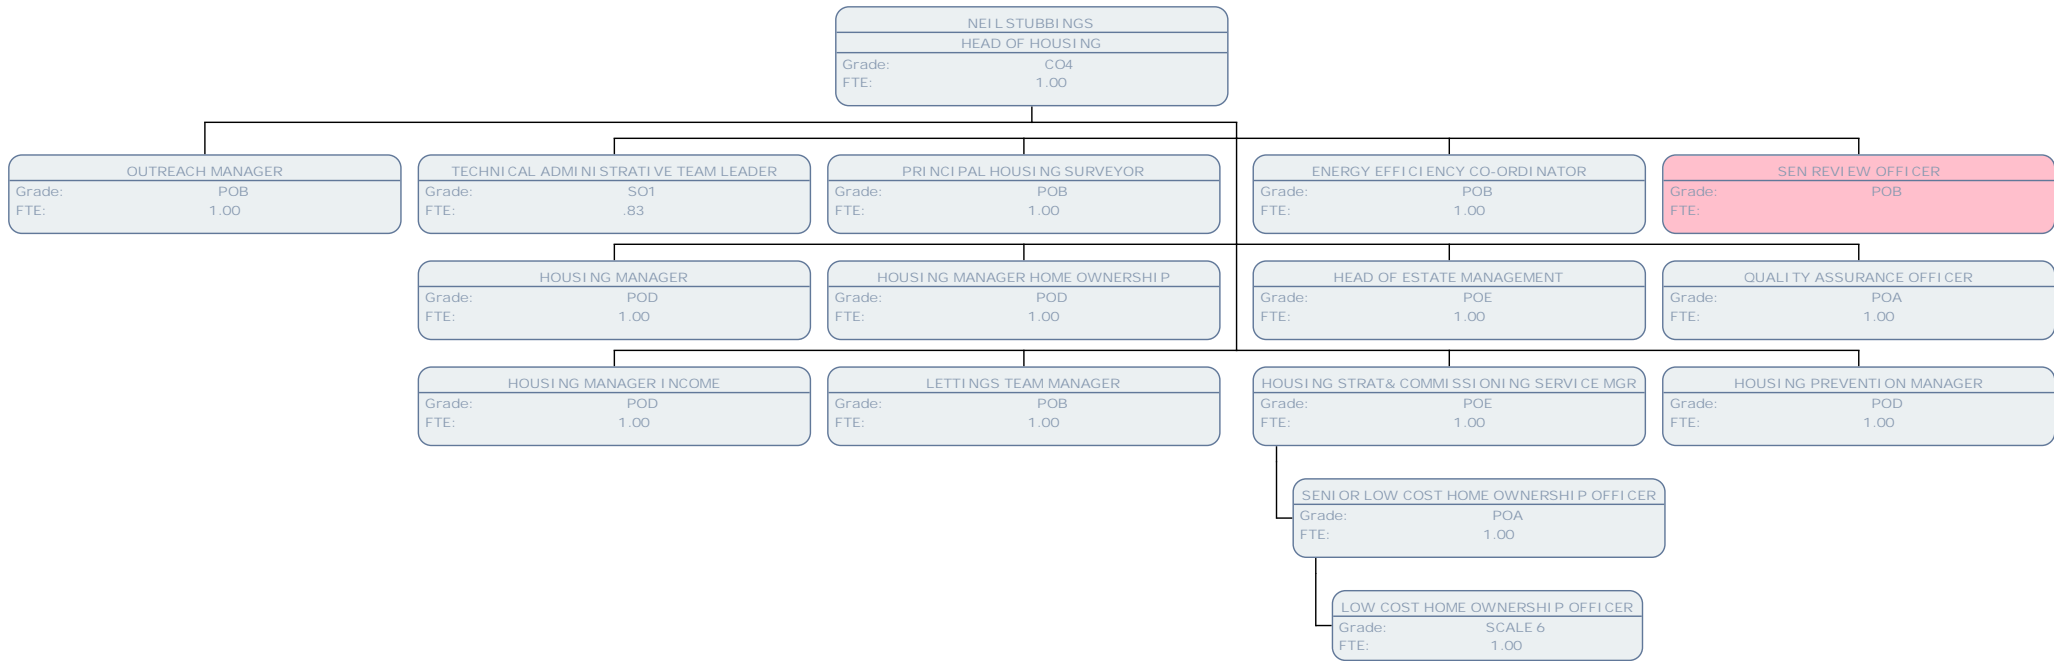 NEIL STUBBINGS
HEAD OF HOUSING
Grade: CO4
FTE: 1.00
OUTREACH MANAGER
Grade: POB
FTE: 1.00
TECHNICAL ADMINISTRATIVE TEAM LEADER
Grade: SO1
FTE: .83
PRINCIPAL HOUSING SURVEYOR
Grade: POB
FTE: 1.00
ENERGY EFFICIENCY CO-ORDINATOR
Grade: POB
FTE: 1.00
SEN REVIEW OFFICER
Grade: POB
FTE:
HOUSING MANAGER
Grade: POD
FTE: 1.00
HOUSING MANAGER HOME OWNERSHIP
Grade: POD
FTE: 1.00
HEAD OF ESTATE MANAGEMENT
Grade: POE
FTE: 1.00
QUALITY ASSURANCE OFFICER
Grade: POA
FTE: 1.00
HOUSING MANAGER INCOME
Grade: POD
FTE: 1.00
LETTINGS TEAM MANAGER
Grade: POB
FTE: 1.00
HOUSING STRAT& COMMISSIONING SERVICE MGR
Grade: POE
FTE: 1.00
HOUSING PREVENTION MANAGER
Grade: POD
FTE: 1.00
SENIOR LOW COST HOME OWNERSHIP OFFICER
Grade: POA
FTE: 1.00
LOW COST HOME OWNERSHIP OFFICER
Grade: SCALE 6
FTE: 1.00